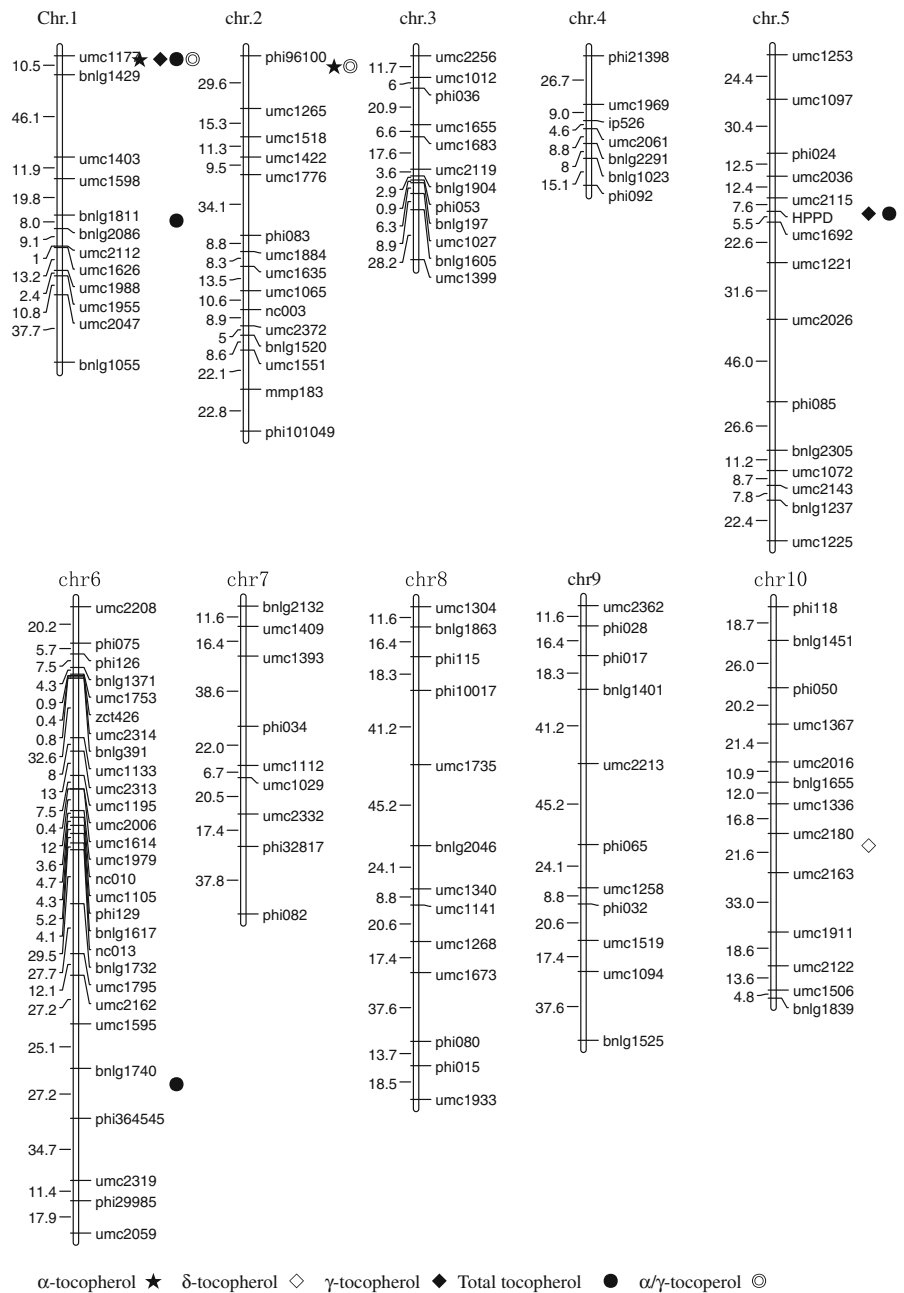 Chr.1
umc1177
10.5
bnlg1429
46.1
umc1403
11.9
umc1598
19.8
bnlg1811
8.0
bnlg2086
9.1
umc2112
1
umc1626
13.2
umc1988
2.4
umc1955
10.8
umc2047
37.7
bnlg1055
chr.2
phi96100
29.6
umc1265
15.3
umc1518
11.3
umc1422
9.5
umc1776
34.1
phi083
8.8
umc1884
8.3
umc1635
13.5
umc1065
10.6
nc003
8.9
umc2372
5
bnlg1520
8.6
umc1551
22.1
mmp183
22.8
phi101049
chr.3
umc2256
11.7
umc1012
6
phi036
20.9
umc1655
6.6
umc1683
17.6
umc2119
3.6
bnlg1904
2.9
phi053
0.9
bnlg197
6.3
umc1027
8.9
bnlg1605
28.2
umc1399
chr.4
phi21398
26.7
umc1969
9.0
ip526
4.6
umc2061
8.8
bnlg2291
8
bnlg1023
15.1
phi092
chr.5
umc1253
24.4
umc1097
30.4
phi024
12.5
umc2036
12.4
umc2115
7.6
HPPD
5.5
umc1692
22.6
umc1221
31.6
umc2026
46.0
phi085
26.6
bnlg2305
11.2
umc1072
8.7
umc2143
7.8
bnlg1237
22.4
umc1225
chr6
umc2208
20.2
phi075
5.7
phi126
7.5
bnlg1371
4.3
umc1753
0.9
zct426
0.4
umc2314
0.8
bnlg391
32.6
umc1133
8
umc2313
13
umc1195
7.5
umc2006
0.4
umc1614
12
umc1979
3.6
nc010
4.7
umc1105
4.3
phi129
5.2
bnlg1617
4.1
nc013
29.5
bnlg1732
27.7
umc1795
12.1
umc2162
27.2
umc1595
25.1
bnlg1740
27.2
phi364545
34.7
umc2319
11.4
phi29985
17.9
umc2059
chr7
bnlg2132
11.6
umc1409
16.4
umc1393
38.6
phi034
22.0
umc1112
6.7
umc1029
20.5
umc2332
17.4
phi32817
37.8
phi082
chr8
umc1304
11.6
bnlg1863
16.4
phi115
18.3
phi10017
41.2
umc1735
45.2
bnlg2046
24.1
umc1340
8.8
umc1141
20.6
umc1268
17.4
umc1673
37.6
phi080
13.7
phi015
18.5
umc1933
chr9
umc2362
11.6
phi028
16.4
phi017
18.3
bnlg1401
41.2
umc2213
45.2
phi065
24.1
umc1258
8.8
phi032
20.6
umc1519
17.4
umc1094
37.6
bnlg1525
chr10
phi118
18.7
bnlg1451
26.0
phi050
20.2
umc1367
21.4
umc2016
10.9
bnlg1655
12.0
umc1336
16.8
umc2180
21.6
umc2163
33.0
umc1911
18.6
umc2122
13.6
umc1506
4.8
bnlg1839
α-tocopherol ★ δ-tocopherol ◇ γ-tocopherol ◆ Total tocopherol ● α/γ-tocoperol ◎